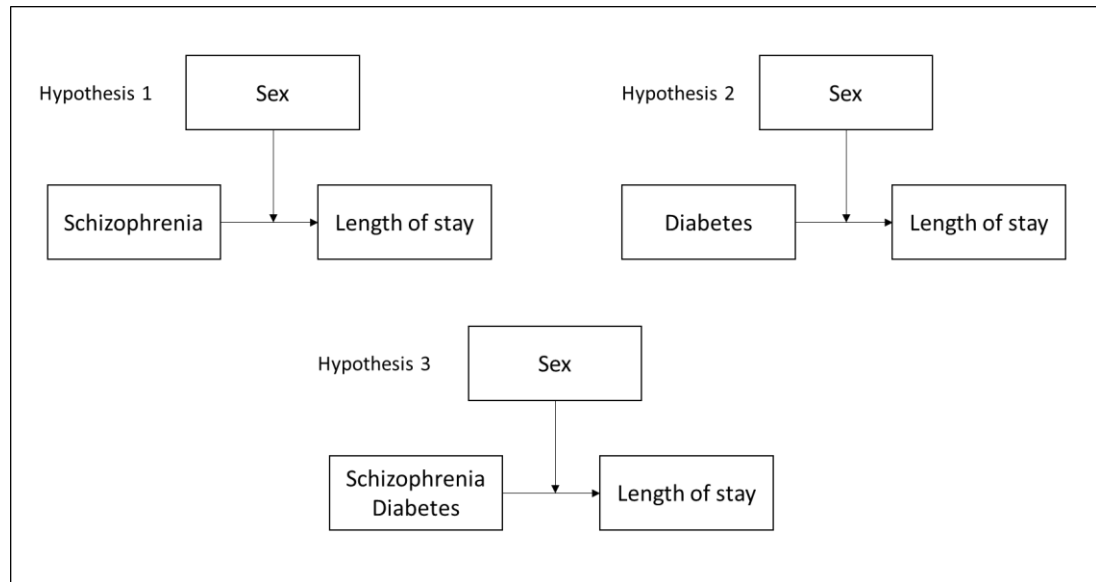 Hypothesis 1
Sex
Schizophrenia
Length of stay
Hypothesis 2
Sex
Diabetes
Length of stay
Hypothesis 3
Sex
Schizophrenia
Diabetes
Length of stay